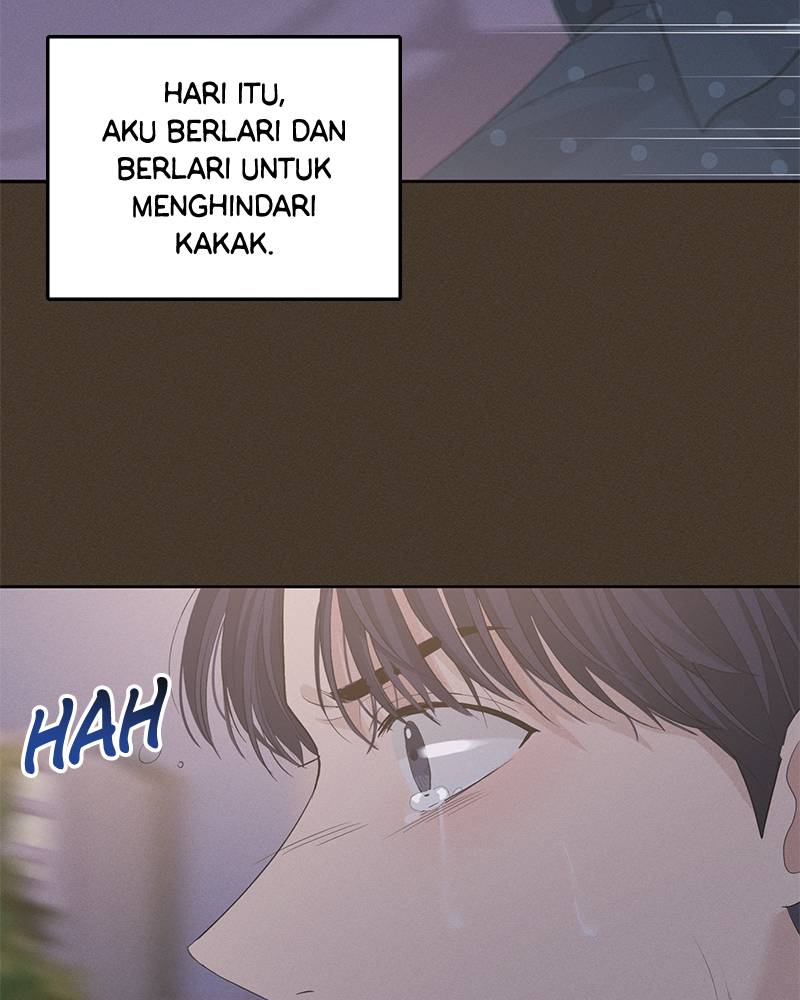 HARI ITU,
AKU BERLARI DAN
BERLARI UNTUK
MENGHINDARI
KAKAK.
HAH